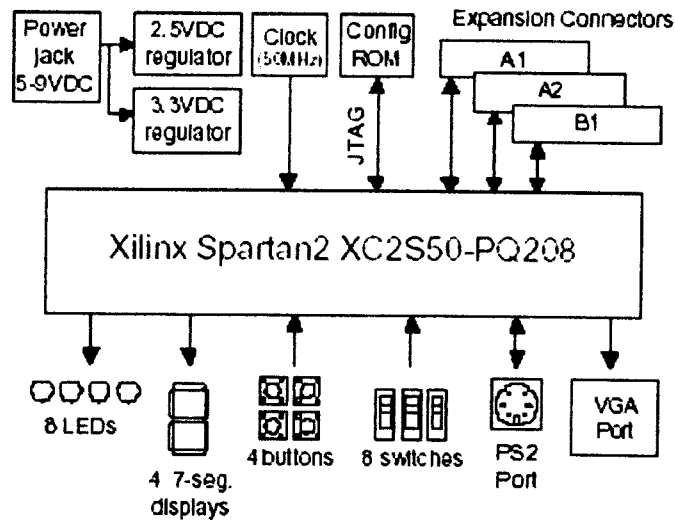 Expansion Connectors
Power
jack
5-9VDC
2.5VDC
regulator
3.3VDC
regulator
Clock
(50MHz)
Config
ROM
A1
A2
B1
JTAG
Xilinx Spartan2 XC2S50-PQ208
8 LEDs
4 7-seg.
displays
4 buttons
8 switches
PS2
Port
VGA
Port